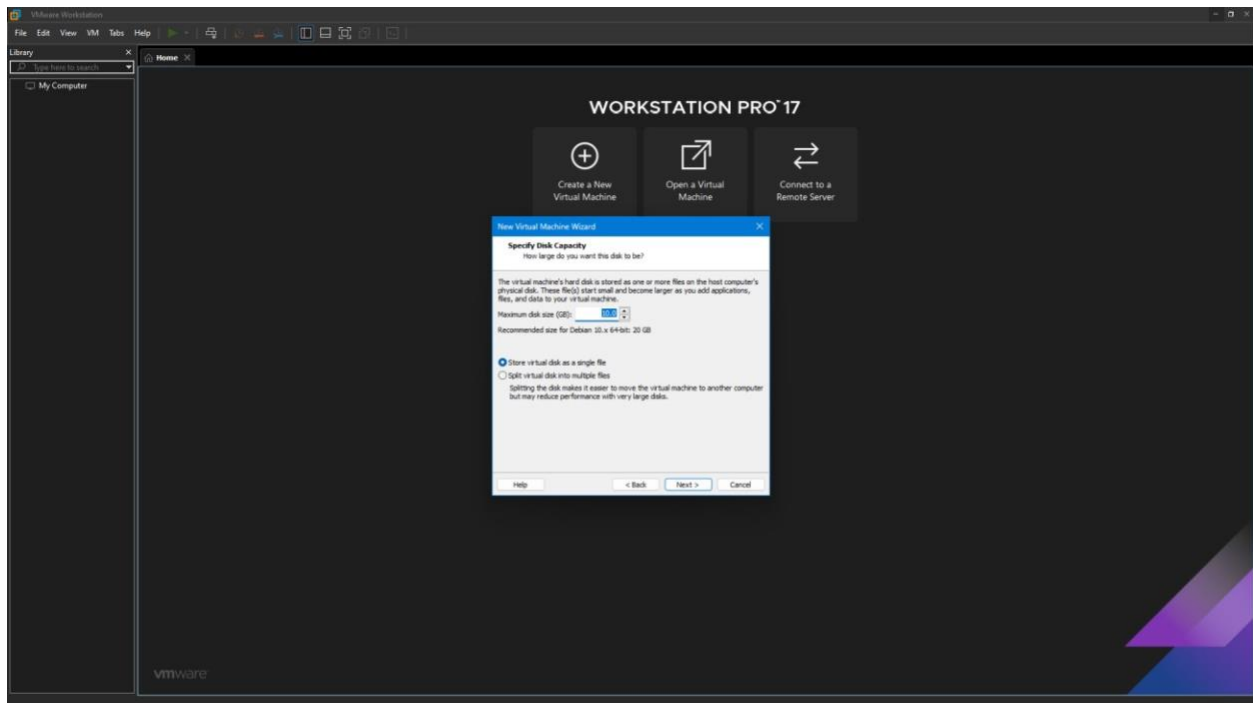 VMware Workstation
File Edit View VM Tabs Help
Library
Home
Type here to search
My Computer
WORKSTATION PRO™ 17
Create a New
Virtual Machine
Open a Virtual
Machine
Connect to a
Remote Server
New Virtual Machine Wizard
Specify Disk Capacity
How large do you want this disk to be?
The virtual machine's hard disk is stored as one or more files on the host computer's
physical disk. These file(s) start small and become larger as you add applications,
files, and data to your virtual machine.
Maximum disk size (GB): 10.0
Recommended size for Debian 10.x 64-bit: 20 GB
Store virtual disk as a single file
Split virtual disk into multiple files
Splitting the disk makes it easier to move the virtual machine to another computer
but may reduce performance with very large disks.
Help < Back Next > Cancel
vmware